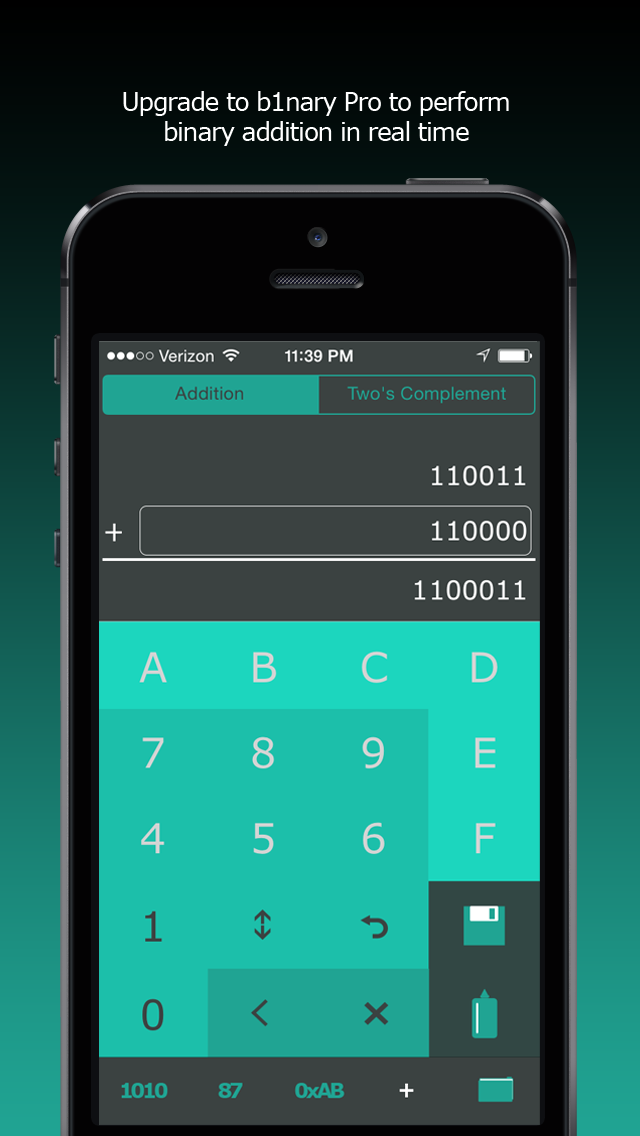 Upgrade to b1nary Pro to perform
binary addition in real time
Verizon 11:39 PM
Addition Two's Complement
110011
+ 110000
1100011
A B C D
7 8 9 E
4 5 6 F
1
0 < ×
1010 87 0xAB +